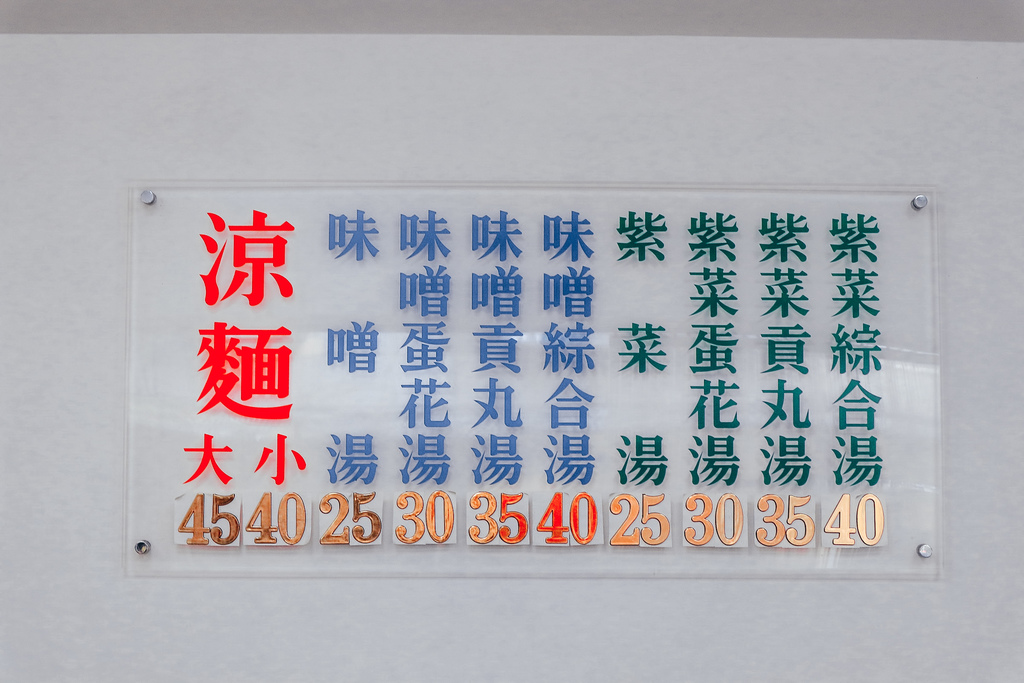 涼麵
大 45
小 40
味噌湯 25
味噌蛋花湯 30
味噌貢丸湯 35
味噌綜合湯 40
紫菜湯 25
紫菜蛋花湯 30
紫菜貢丸湯 35
紫菜綜合湯 40